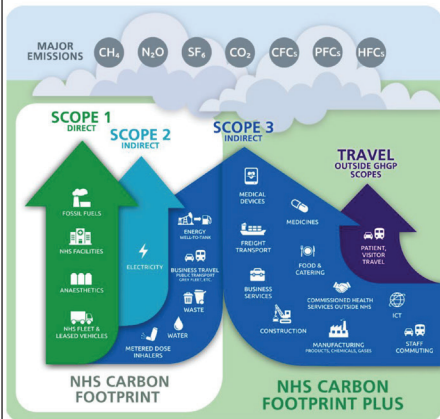 MAJOR
EMISSIONS
CH₄
N₂O
SF₆
CO₂
CFCs
PFCs
HFCs
SCOPE 1
DIRECT
SCOPE 2
INDIRECT
SCOPE 3
INDIRECT
TRAVEL
OUTSIDE GHGP
SCOPES
FOSSIL FUELS
NHS FACILITIES
ANAESTHETICS
NHS FLEET &
LEASED VEHICLES
ELECTRICITY
ENERGY
WELL-TO-TANK
BUSINESS TRAVEL
PUBLIC TRANSPORT
GREY FLEET, ETC.
WASTE
WATER
METERED DOSE
INHALERS
MEDICAL
DEVICES
MEDICINES
FREIGHT
TRANSPORT
FOOD &
CATERING
BUSINESS
SERVICES
COMMISSIONED HEALTH
SERVICES OUTSIDE NHS
CONSTRUCTION
MANUFACTURING
PRODUCTS, CHEMICALS, GASES
ICT
STAFF
COMMUTING
PATIENT,
VISITOR
TRAVEL
NHS CARBON
FOOTPRINT
NHS CARBON
FOOTPRINT PLUS